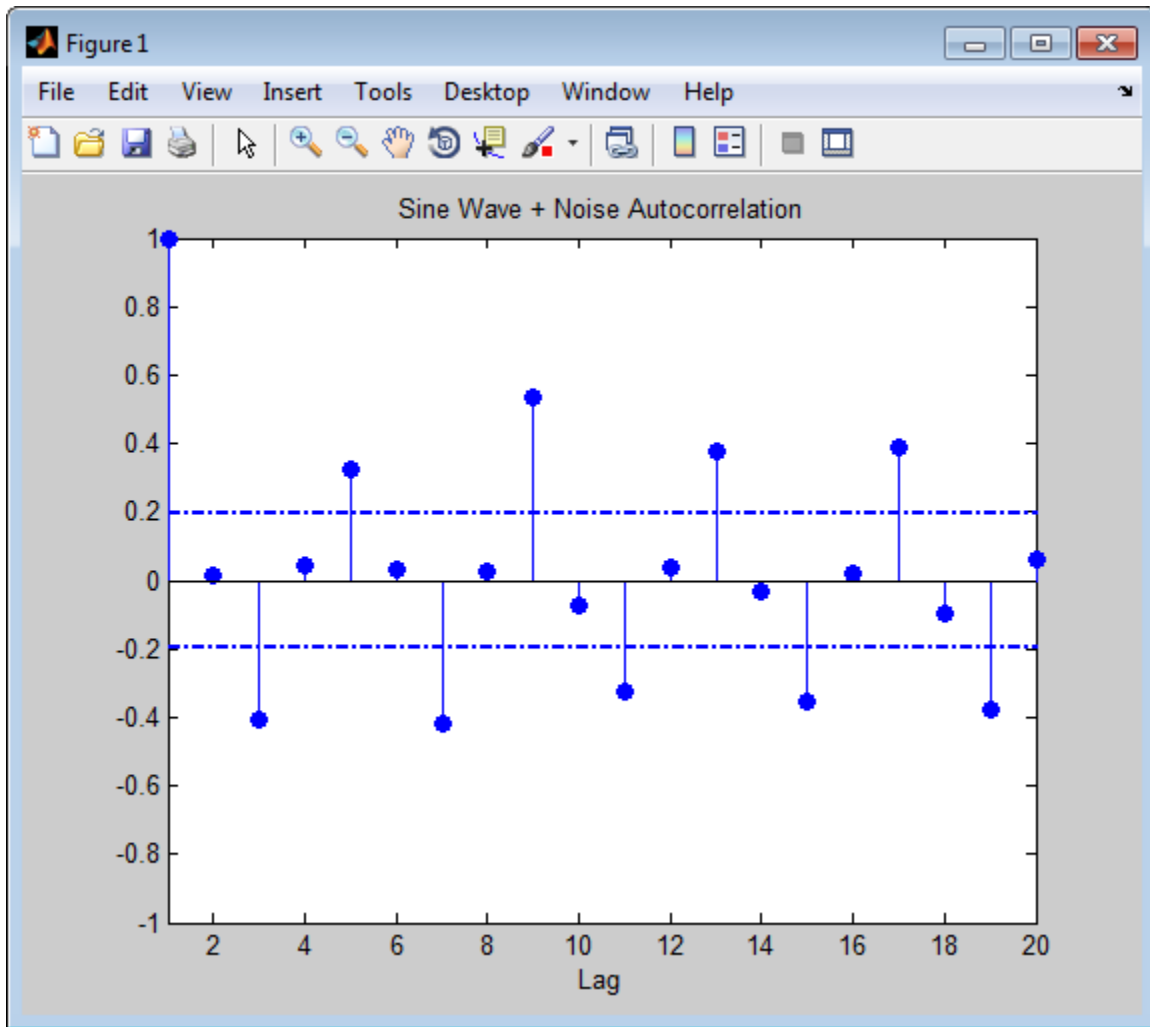 Figure 1
File Edit View Insert Tools Desktop Window Help
Sine Wave + Noise Autocorrelation
1
0.8
0.6
0.4
0.2
0
-0.2
-0.4
-0.6
-0.8
-1
2 4 6 8 10 12 14 16 18 20
Lag